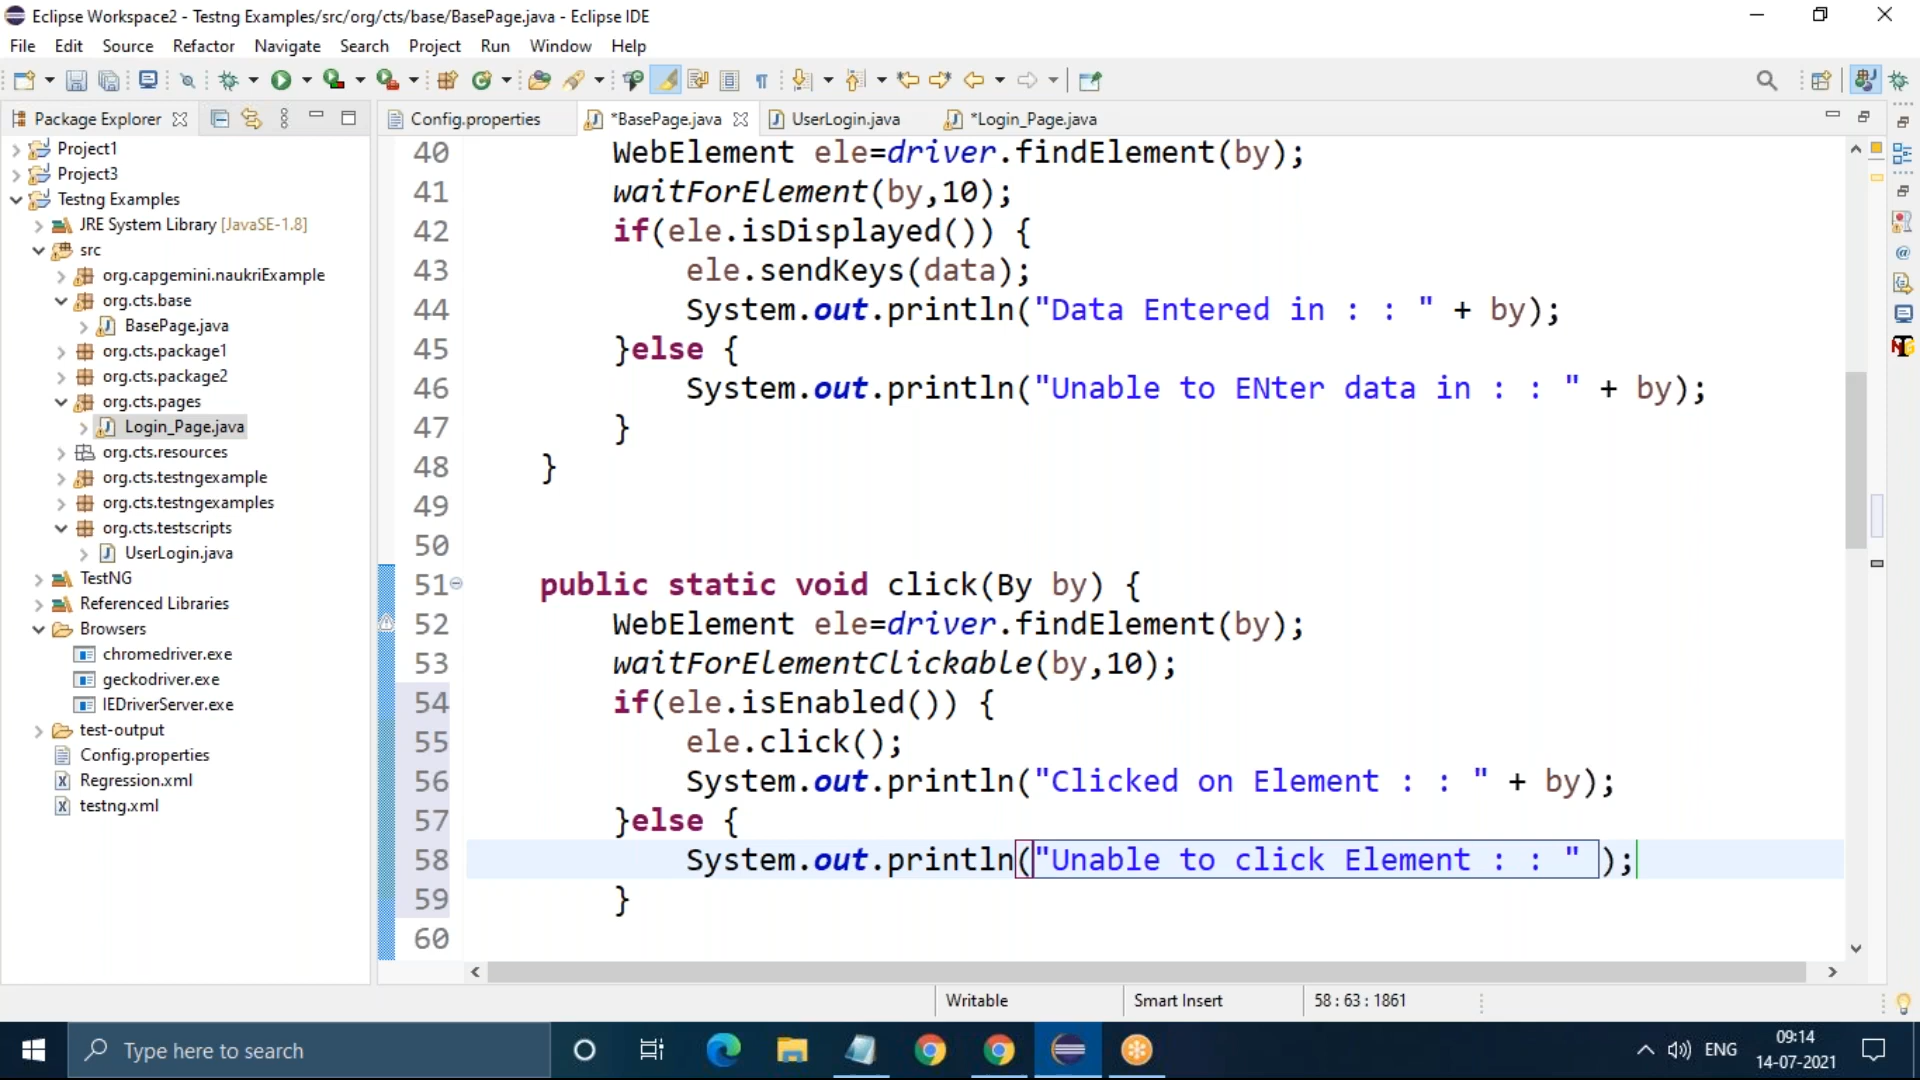 Eclipse Workspace2 - Testng Examples/src/org/cts/base/BasePage.java - Eclipse IDE
File Edit Source Refactor Navigate Search Project Run Window Help
Package Explorer
Config.properties *BasePage.java UserLogin.java *Login_Page.java
Project1
Project3
Testng Examples
JRE System Library [JavaSE-1.8]
src
org.capgemini.naukriExample
org.cts.base
BasePage.java
org.cts.package1
org.cts.package2
org.cts.pages
Login_Page.java
org.cts.resources
org.cts.testngexample
org.cts.testngexamples
org.cts.testscripts
UserLogin.java
TestNG
Referenced Libraries
Browsers
chromedriver.exe
geckodriver.exe
IEDriverServer.exe
test-output
Config.properties
Regression.xml
testng.xml
40 WebElement ele=driver.findElement(by);
41 waitForElement(by,10);
42 if(ele.isDisplayed()) {
43 ele.sendKeys(data);
44 System.out.println("Data Entered in : : " + by);
45 }else {
46 System.out.println("Unable to ENter data in : : " + by);
47 }
48 }
49
50
51 public static void click(By by) {
52 WebElement ele=driver.findElement(by);
53 waitForElementClickable(by,10);
54 if(ele.isEnabled()) {
55 ele.click();
56 System.out.println("Clicked on Element : : " + by);
57 }else {
58 System.out.println("Unable to click Element : : " );
59 }
60
Writable Smart Insert 58 : 63 : 1861
Type here to search
ENG
09:14
14-07-2021